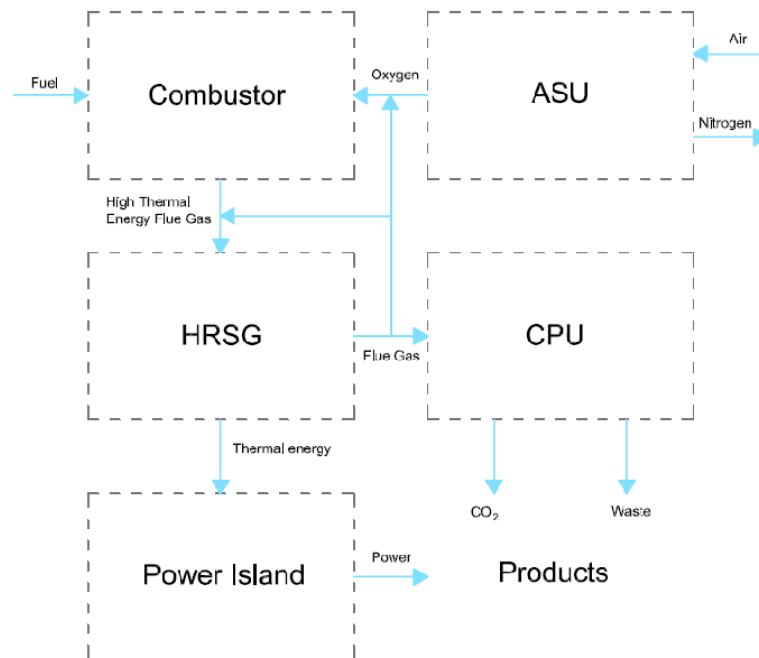 Fuel
Combustor
Oxygen
ASU
Air
Nitrogen
High Thermal
Energy Flue Gas
HRSG
Flue Gas
CPU
Thermal energy
CO₂
Waste
Power Island
Power
Products